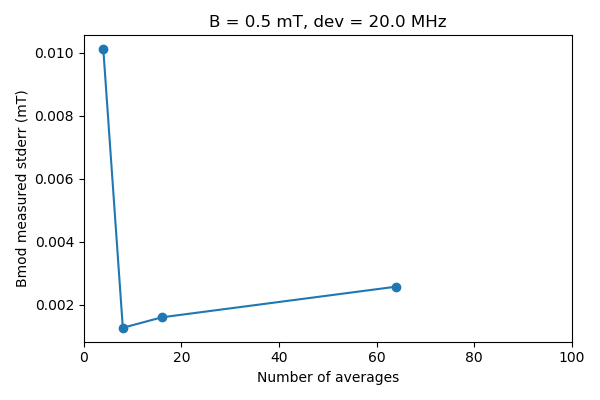 B = 0.5 mT, dev = 20.0 MHz
Bmod measured stderr (mT)
0.010
0.008
0.006
0.004
0.002
0 20 40 60 80 100
Number of averages